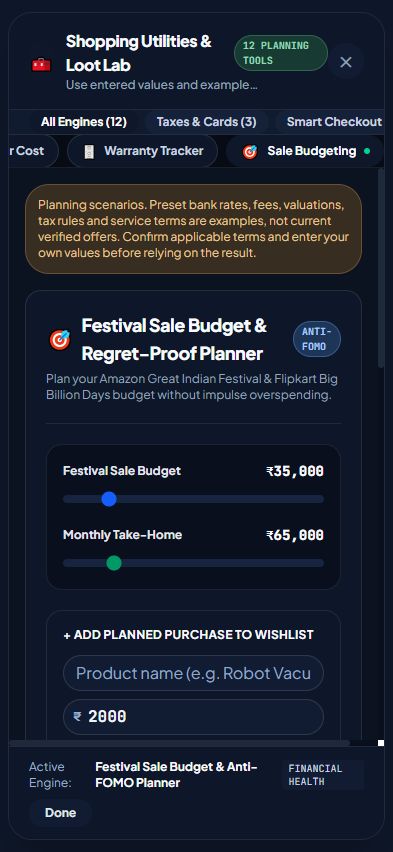 Shopping Utilities &
Loot Lab
12 PLANNING
TOOLS
Use entered values and example...
All Engines (12)
Taxes & Cards (3)
Smart Checkout
r Cost
Warranty Tracker
Sale Budgeting
Planning scenarios. Preset bank rates, fees, valuations,
tax rules and service terms are examples, not current
verified offers. Confirm applicable terms and enter your
own values before relying on the result.
Festival Sale Budget &
Regret-Proof Planner
ANTI-
FOMO
Plan your Amazon Great Indian Festival & Flipkart Big
Billion Days budget without impulse overspending.
Festival Sale Budget ₹35,000
Monthly Take-Home ₹65,000
+ ADD PLANNED PURCHASE TO WISHLIST
Product name (e.g. Robot Vacu
₹ 2000
Active
Engine:
Festival Sale Budget & Anti-
FOMO Planner
FINANCIAL
HEALTH
Done